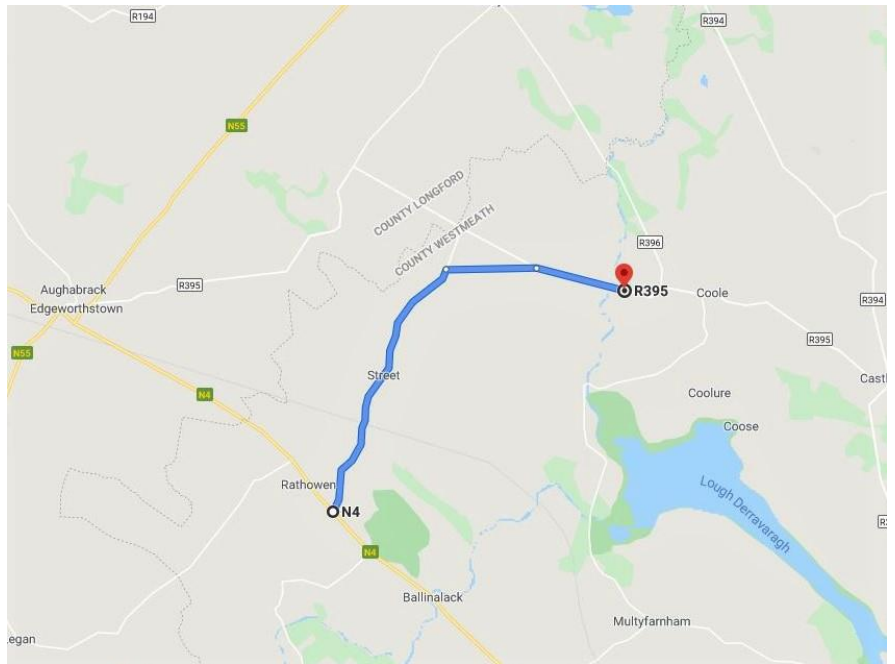 R194
R394
N55
COUNTY LONGFORD
COUNTY WESTMEATH
R396
R395
R395
Coole
Aughabrack
Edgeworthstown
R394
R395
N55
Street
Castl
N4
Coolure
Coose
Rathowen
Lough Derravaragh
N4
N4
Ballinalack
Multyfarnham
egan